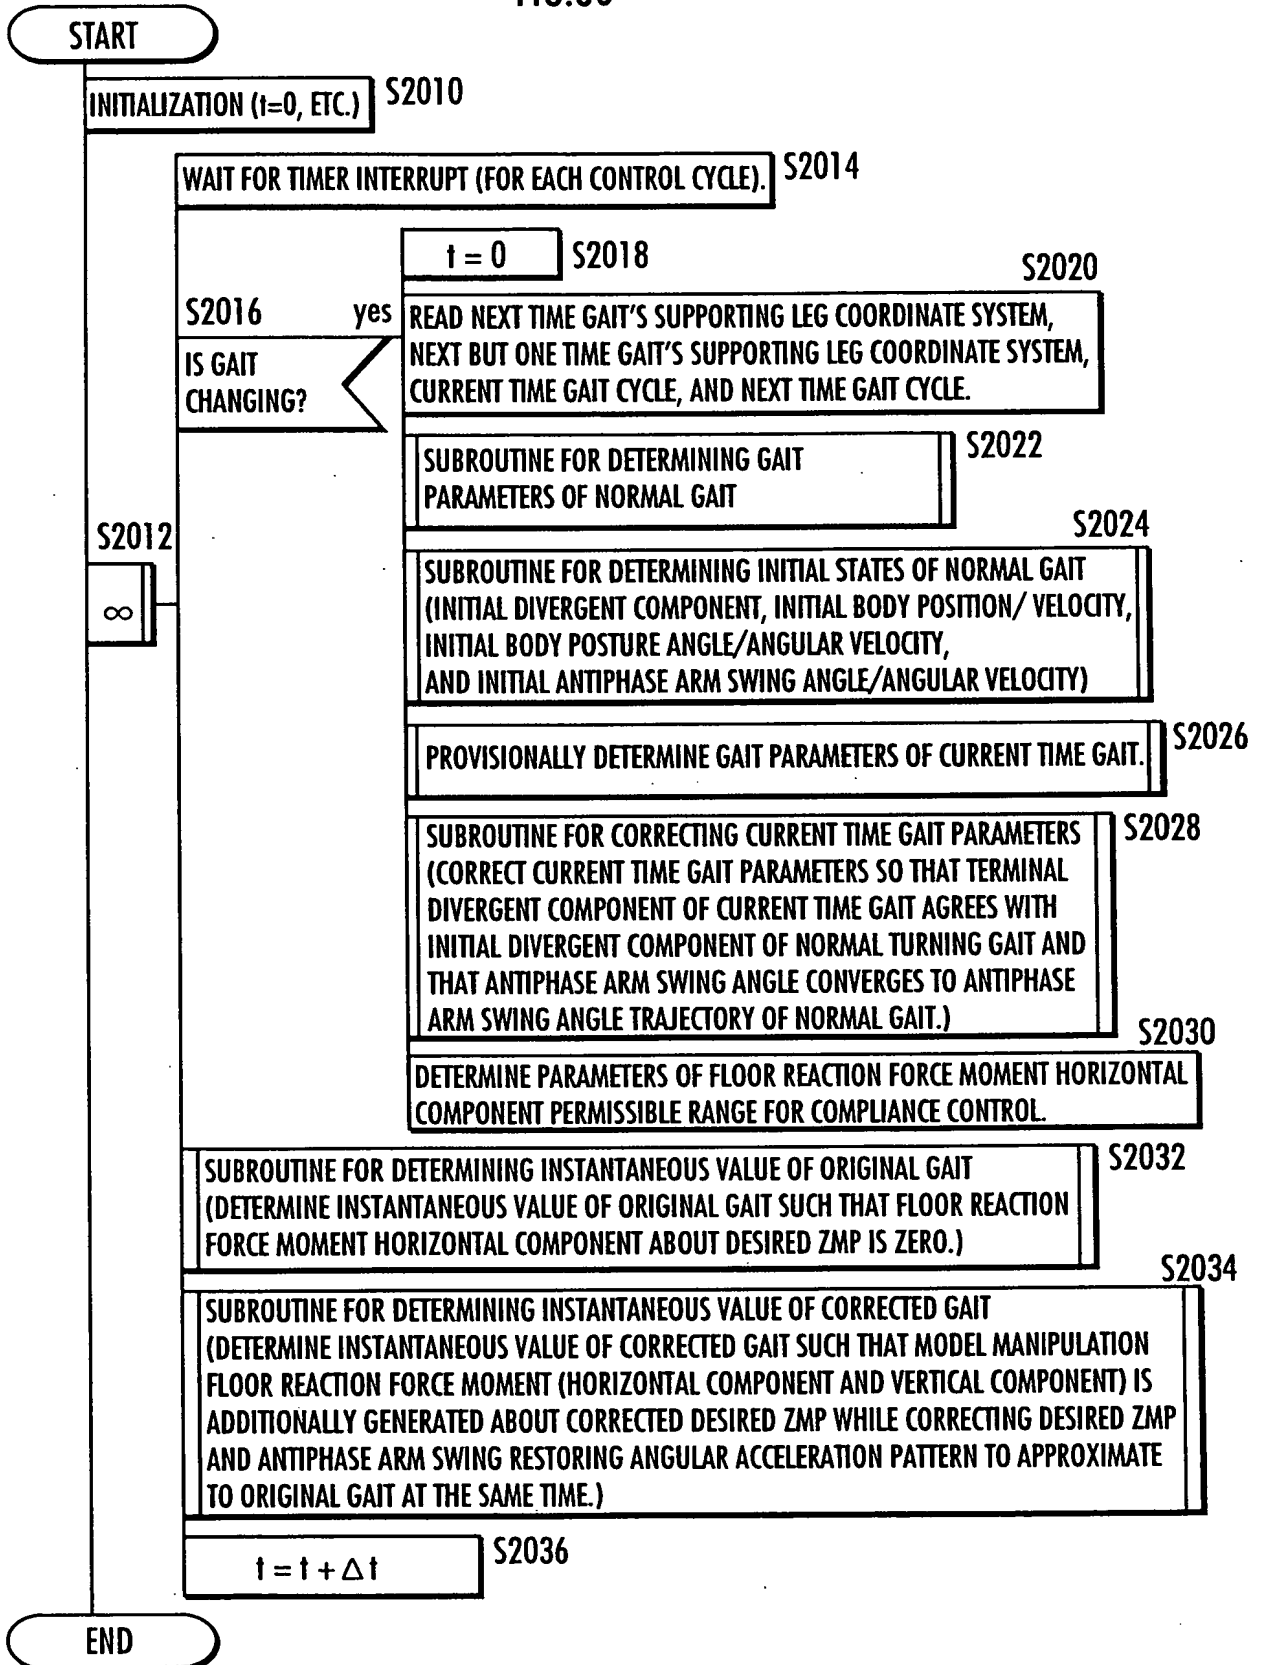 START
INITIALIZATION (t=0, ETC.)
S2010
WAIT FOR TIMER INTERRUPT (FOR EACH CONTROL CYCLE).
S2014
t = 0
S2018
S2020
S2016
yes
IS GAIT
CHANGING?
READ NEXT TIME GAIT'S SUPPORTING LEG COORDINATE SYSTEM,
NEXT BUT ONE TIME GAIT'S SUPPORTING LEG COORDINATE SYSTEM,
CURRENT TIME GAIT CYCLE, AND NEXT TIME GAIT CYCLE.
SUBROUTINE FOR DETERMINING GAIT
PARAMETERS OF NORMAL GAIT
S2022
S2012
∞
S2024
SUBROUTINE FOR DETERMINING INITIAL STATES OF NORMAL GAIT
(INITIAL DIVERGENT COMPONENT, INITIAL BODY POSITION/ VELOCITY,
INITIAL BODY POSTURE ANGLE/ANGULAR VELOCITY,
AND INITIAL ANTIPHASE ARM SWING ANGLE/ANGULAR VELOCITY)
PROVISIONALLY DETERMINE GAIT PARAMETERS OF CURRENT TIME GAIT.
S2026
SUBROUTINE FOR CORRECTING CURRENT TIME GAIT PARAMETERS
(CORRECT CURRENT TIME GAIT PARAMETERS SO THAT TERMINAL
DIVERGENT COMPONENT OF CURRENT TIME GAIT AGREES WITH
INITIAL DIVERGENT COMPONENT OF NORMAL TURNING GAIT AND
THAT ANTIPHASE ARM SWING ANGLE CONVERGES TO ANTIPHASE
ARM SWING ANGLE TRAJECTORY OF NORMAL GAIT.)
S2028
S2030
DETERMINE PARAMETERS OF FLOOR REACTION FORCE MOMENT HORIZONTAL
COMPONENT PERMISSIBLE RANGE FOR COMPLIANCE CONTROL.
SUBROUTINE FOR DETERMINING INSTANTANEOUS VALUE OF ORIGINAL GAIT
(DETERMINE INSTANTANEOUS VALUE OF ORIGINAL GAIT SUCH THAT FLOOR REACTION
FORCE MOMENT HORIZONTAL COMPONENT ABOUT DESIRED ZMP IS ZERO.)
S2032
S2034
SUBROUTINE FOR DETERMINING INSTANTANEOUS VALUE OF CORRECTED GAIT
(DETERMINE INSTANTANEOUS VALUE OF CORRECTED GAIT SUCH THAT MODEL MANIPULATION
FLOOR REACTION FORCE MOMENT (HORIZONTAL COMPONENT AND VERTICAL COMPONENT) IS
ADDITIONALLY GENERATED ABOUT CORRECTED DESIRED ZMP WHILE CORRECTING DESIRED ZMP
AND ANTIPHASE ARM SWING RESTORING ANGULAR ACCELERATION PATTERN TO APPROXIMATE
TO ORIGINAL GAIT AT THE SAME TIME.)
t = t + Δt
S2036
END